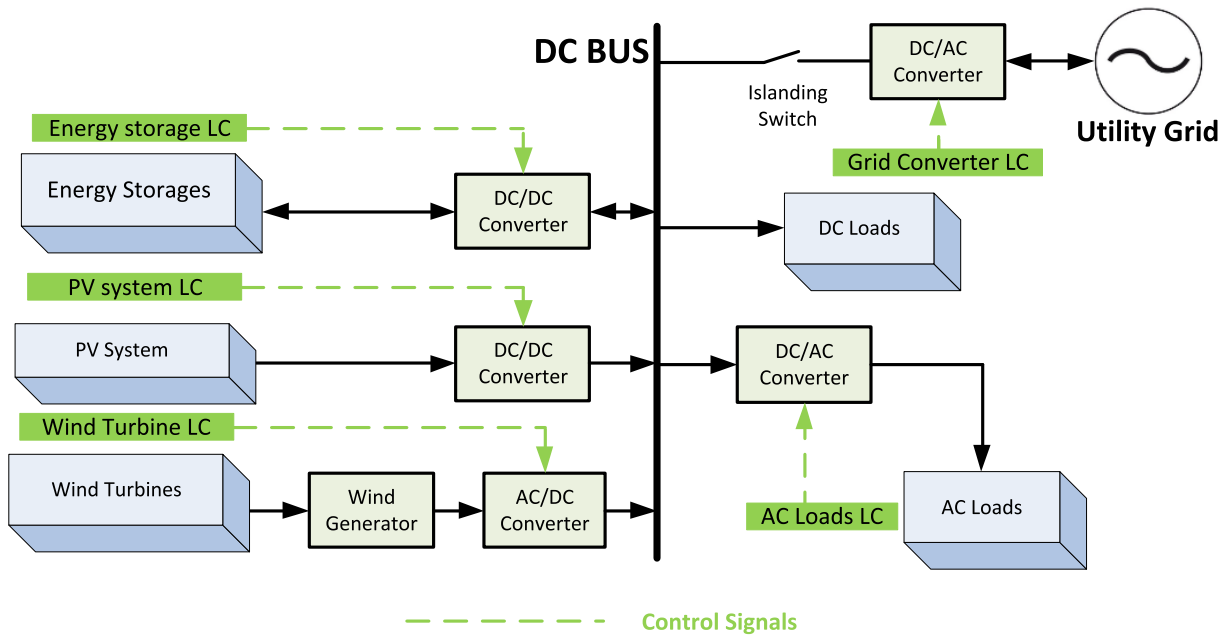 DC BUS
DC/AC
Converter
Islanding
Switch
Utility Grid
Energy storage LC
Grid Converter LC
Energy Storages
DC/DC
Converter
DC Loads
PV system LC
PV System
DC/DC
Converter
DC/AC
Converter
Wind Turbine LC
Wind Turbines
Wind
Generator
AC/DC
Converter
AC Loads LC
AC Loads
Control Signals